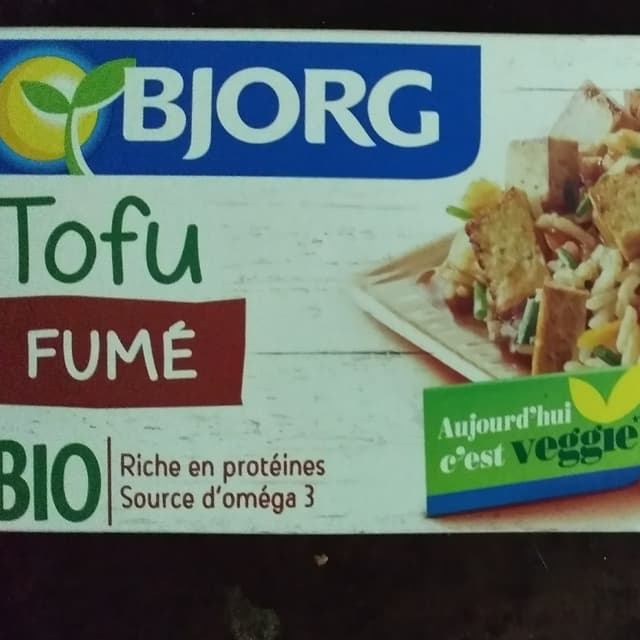 BJORG
Tofu
FUMÉ
BIO
Riche en protéines
Source d'oméga 3
Aujourd'hui
c'est veggie